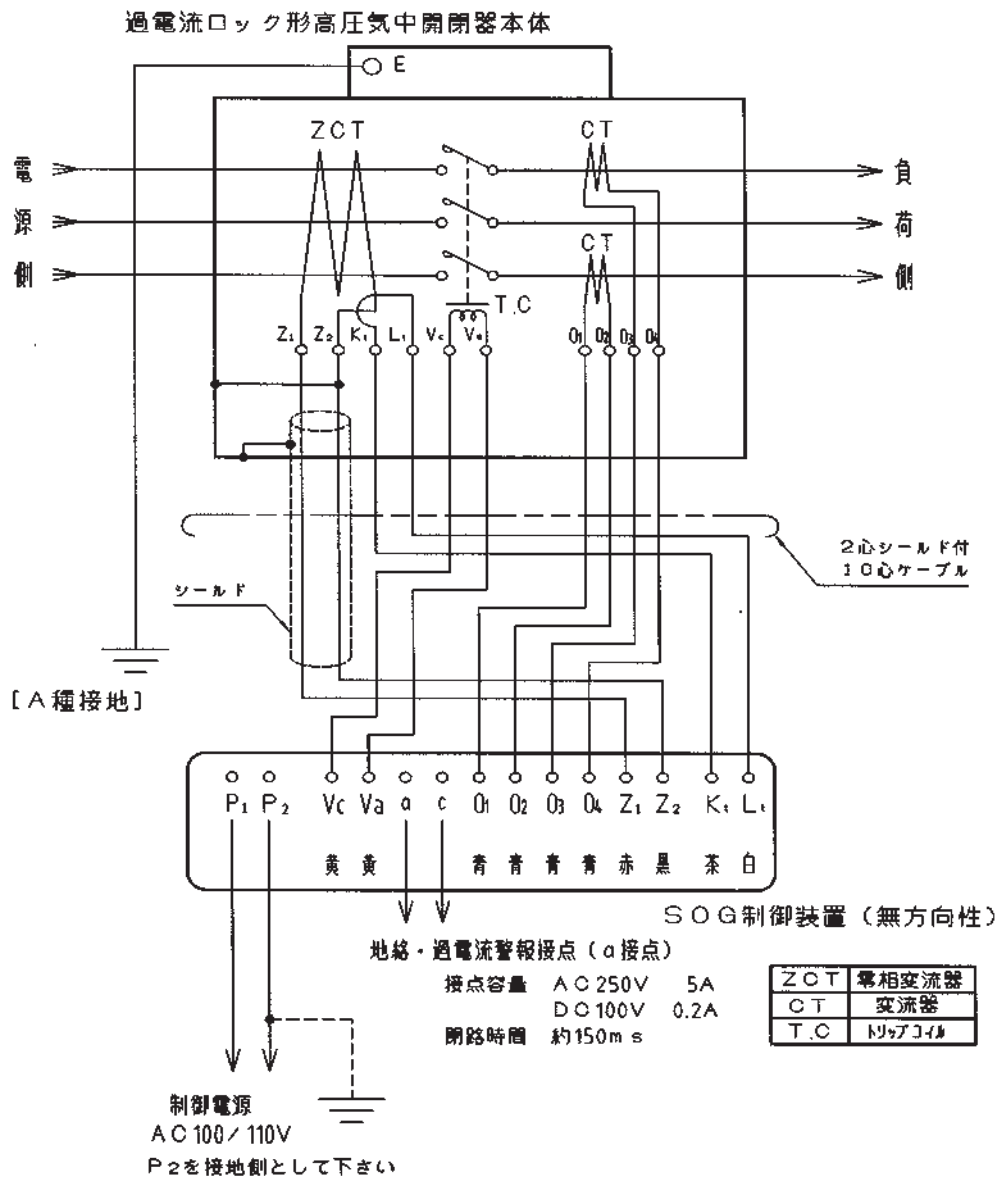 過電流ロック形高圧気中開閉器本体
E
ZCT
CT
電
源
側
負
荷
側
CT
T.C
Z₁ Z₂ Kt Lt Vc Va O₁ O₂ O₃ O₄
2心シールド付
10心ケーブル
シールド
[A種接地]
P₁ P₂ Vc Va a c O₁ O₂ O₃ O₄ Z₁ Z₂ Kt Lt
黄 黄 青 青 青 青 赤 黒 茶 白
SOG制御装置(無方向性)
地絡・過電流警報接点(a接点)
接点容量 AC250V 5A
DC100V 0.2A
閉路時間 約150ms
ZCT 零相変流器
CT 変流器
T.C トリップコイル
制御電源
AC100/110V
P2を接地側として下さい